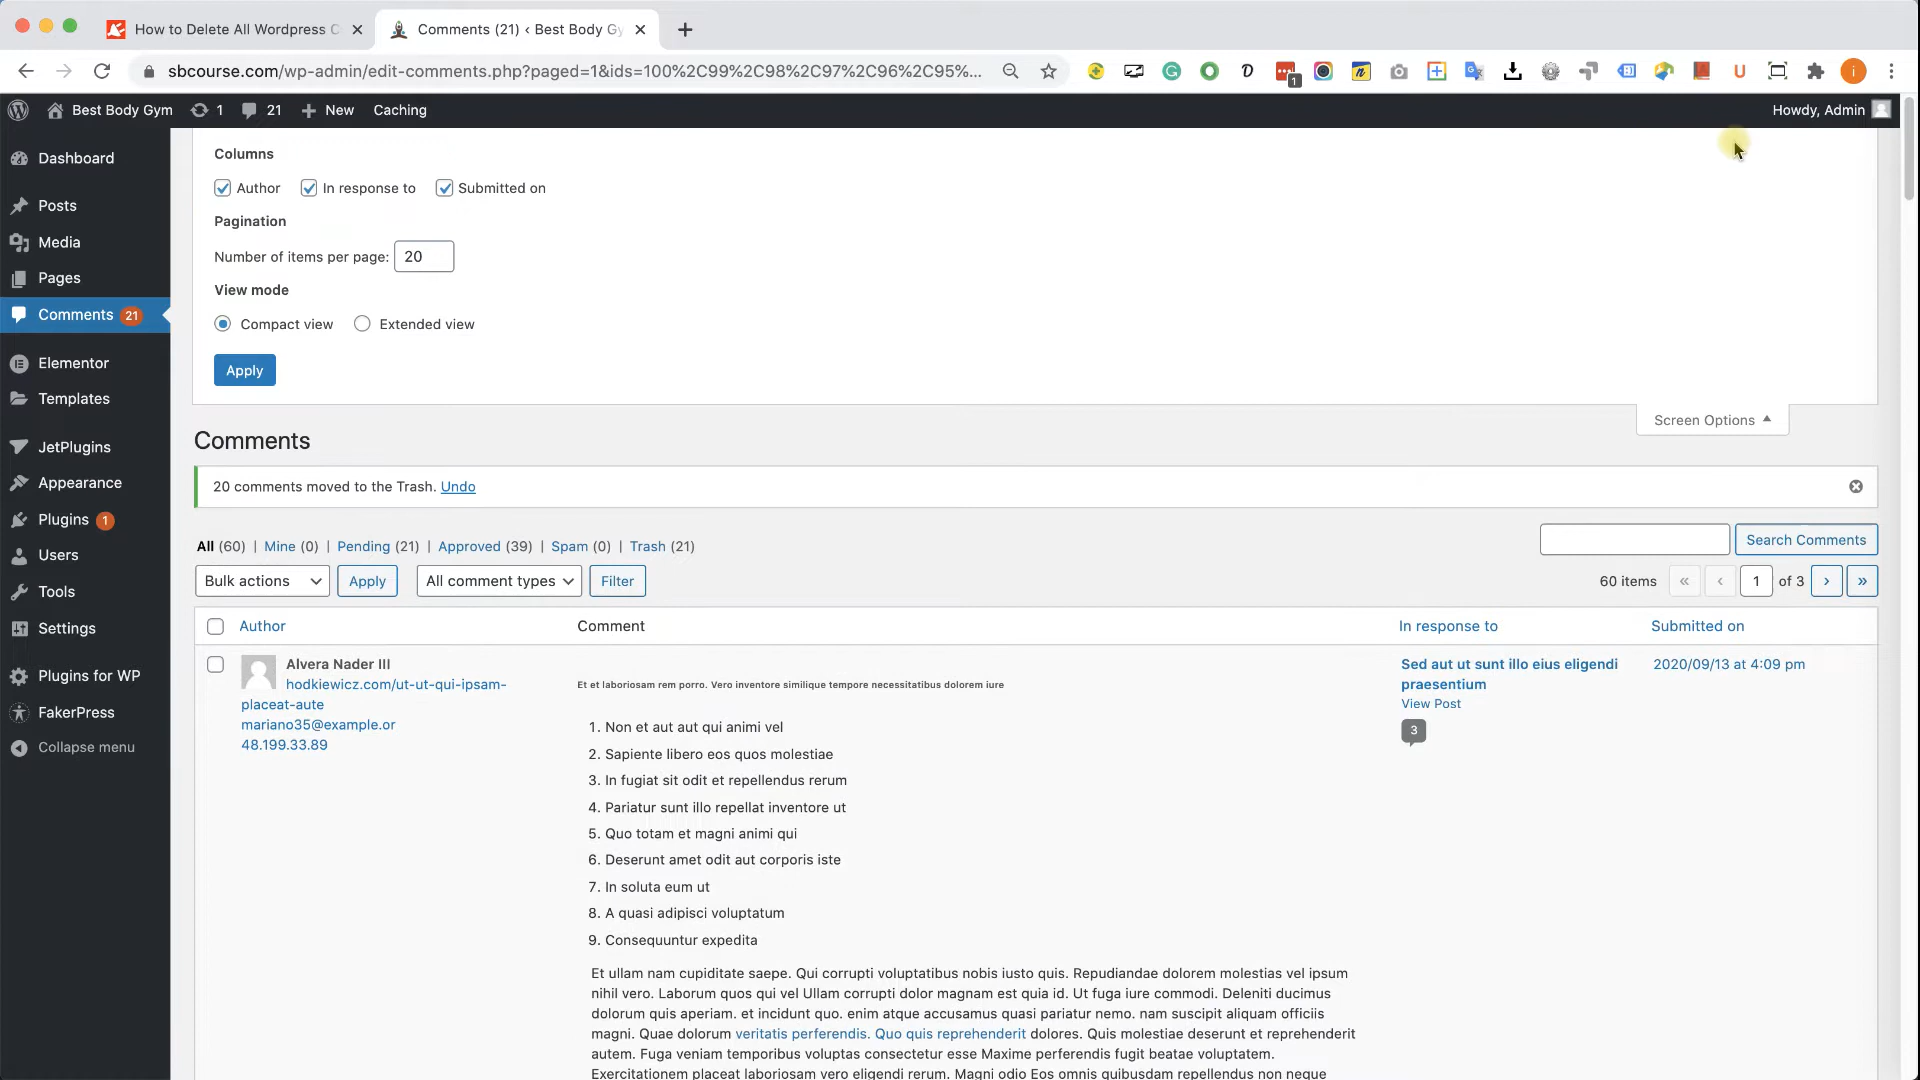 How to Delete All Wordpress C
Comments (21) ‹ Best Body Gy
sbcourse.com/wp-admin/edit-comments.php?paged=1&ids=100%2C99%2C98%2C97%2C96%2C95%...
1
i
Best Body Gym
1
21
New
Caching
Howdy, Admin
Dashboard
Posts
Media
Pages
Comments 21
Elementor
Templates
JetPlugins
Appearance
Plugins 1
Users
Tools
Settings
Plugins for WP
FakerPress
Collapse menu
Columns
Author
In response to
Submitted on
Pagination
Number of items per page: 20
View mode
Compact view
Extended view
Apply
Screen Options
Comments
20 comments moved to the Trash. Undo
All (60) | Mine (0) | Pending (21) | Approved (39) | Spam (0) | Trash (21)
Search Comments
Bulk actions
Apply
All comment types
Filter
60 items « ‹ 1 of 3 › »
Author
Comment
In response to
Submitted on
Alvera Nader III
hodkiewicz.com/ut-ut-qui-ipsam-
placeat-aute
mariano35@example.or
48.199.33.89
Et et laboriosam rem porro. Vero inventore similique tempore necessitatibus dolorem iure
1. Non et aut aut qui animi vel
2. Sapiente libero eos quos molestiae
3. In fugiat sit odit et repellendus rerum
4. Pariatur sunt illo repellat inventore ut
5. Quo totam et magni animi qui
6. Deserunt amet odit aut corporis iste
7. In soluta eum ut
8. A quasi adipisci voluptatum
9. Consequuntur expedita
Et ullam nam cupiditate saepe. Qui corrupti voluptatibus nobis iusto quis. Repudiandae dolorem molestias vel ipsum
nihil vero. Laborum quos qui vel Ullam corrupti dolor magnam est quia id. Ut fuga iure commodi. Deleniti ducimus
dolorum quis aperiam. et incidunt quo. enim atque accusamus quasi pariatur nemo. nam suscipit aliquam officiis
magni. Quae dolorum veritatis perferendis. Quo quis reprehenderit dolores. Quis molestiae deserunt et reprehenderit
autem. Fuga veniam temporibus voluptas consectetur esse Maxime perferendis fugit beatae voluptatem.
Exercitationem placeat laboriosam vero eligendi rerum. Magni odio Eos omnis quibusdam repellendus non neque
Sed aut ut sunt illo eius eligendi
praesentium
View Post
3
2020/09/13 at 4:09 pm